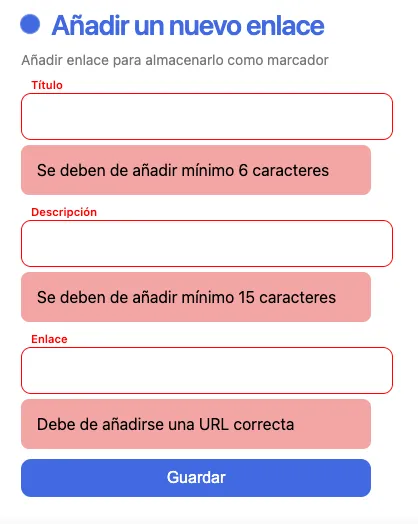 Añadir un nuevo enlace
Añadir enlace para almacenarlo como marcador
Título
Se deben de añadir mínimo 6 caracteres
Descripción
Se deben de añadir mínimo 15 caracteres
Enlace
Debe de añadirse una URL correcta
Guardar